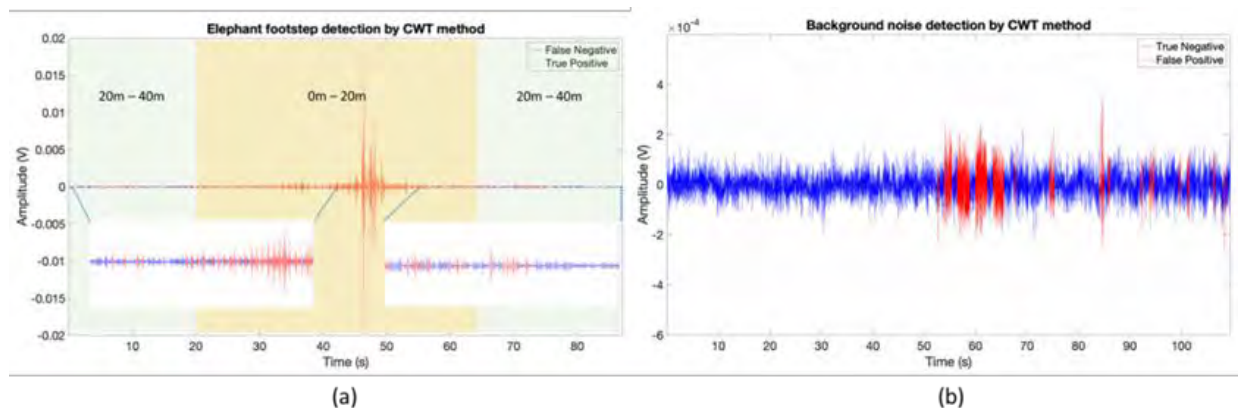 Elephant footstep detection by CWT method
0.02
False Negative
True Positive
0.015
20m – 40m
0m – 20m
20m – 40m
0.01
0.005
0
-0.005
-0.01
-0.015
-0.02
Amplitude (V)
10
20
30
40
50
60
70
80
Time (s)
(a)
×10⁻⁴
Background noise detection by CWT method
True Negative
False Positive
4
2
0
-2
-4
-6
Amplitude (V)
10
20
30
40
50
60
70
80
90
100
Time (s)
(b)